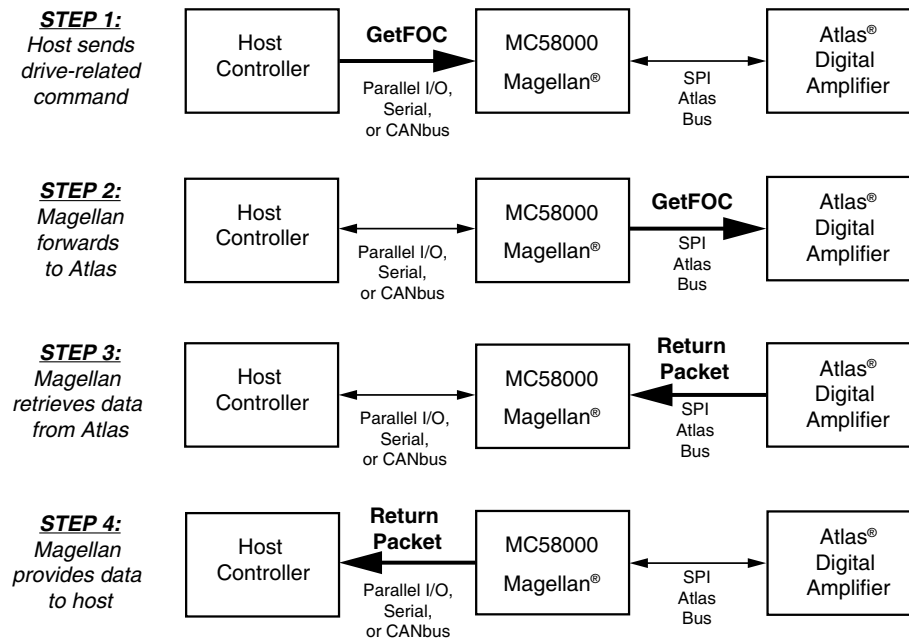 STEP 1:
Host sends
drive-related
command
Host
Controller
GetFOC
Parallel I/O,
Serial,
or CANbus
MC58000
Magellan®
SPI
Atlas
Bus
Atlas®
Digital
Amplifier
STEP 2:
Magellan
forwards
to Atlas
Host
Controller
Parallel I/O,
Serial,
or CANbus
MC58000
Magellan®
GetFOC
SPI
Atlas
Bus
Atlas®
Digital
Amplifier
STEP 3:
Magellan
retrieves data
from Atlas
Host
Controller
Parallel I/O,
Serial,
or CANbus
MC58000
Magellan®
Return
Packet
SPI
Atlas
Bus
Atlas®
Digital
Amplifier
STEP 4:
Magellan
provides data
to host
Host
Controller
Return
Packet
Parallel I/O,
Serial,
or CANbus
MC58000
Magellan®
SPI
Atlas
Bus
Atlas®
Digital
Amplifier